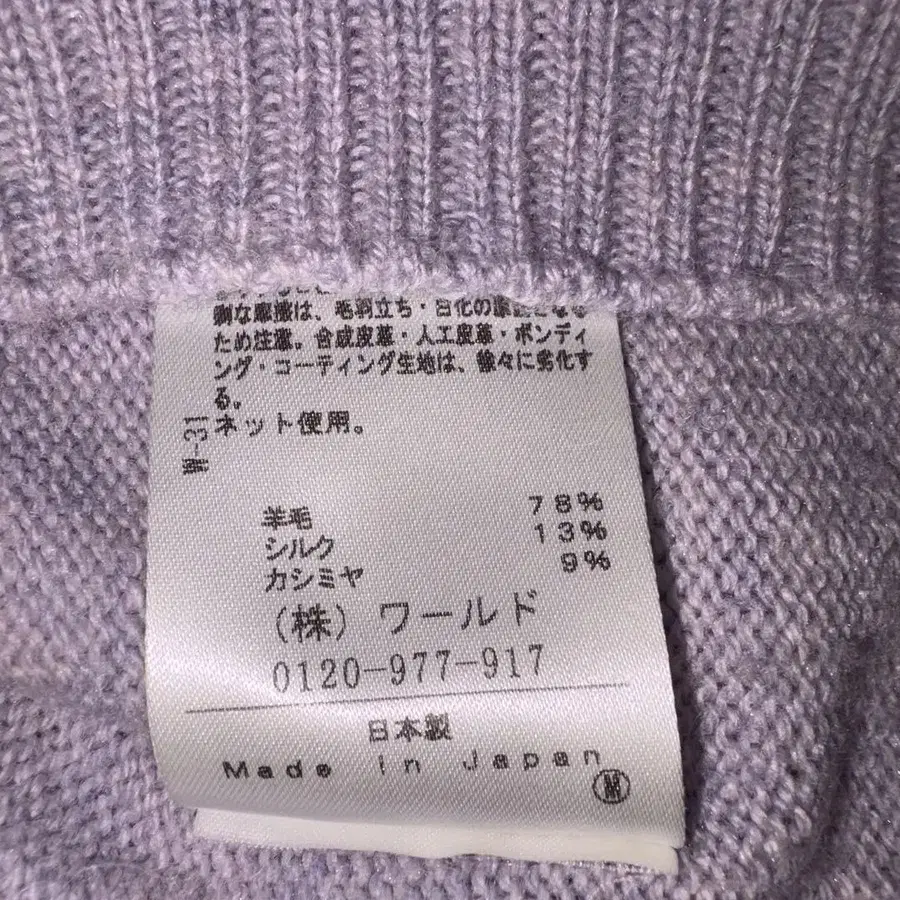 な摩擦は、毛羽立ち・白化の原因となる
ため注意。合成皮革・人工皮革・ボンディ
ング・コーティング生地は、徐々に劣化す
る。
ネット使用。
W-31
羊毛 78%
シルク 13%
カシミヤ 9%
(株) ワールド
0120-977-917
日本製
Made in Japan
M